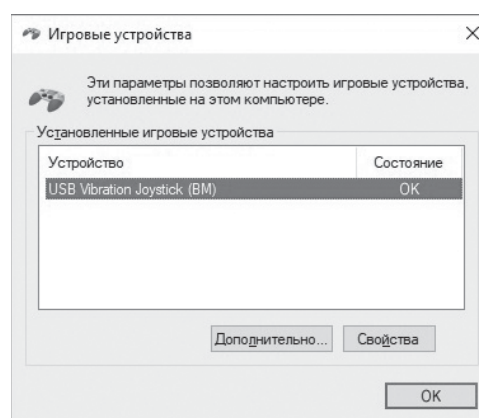 Игровые устройства
Эти параметры позволяют настроить игровые устройства,
установленные на этом компьютере.
Установленные игровые устройства
Устройство Состояние
USB Vibration Joystick (BM) OK
Дополнительно... Свойства
OK